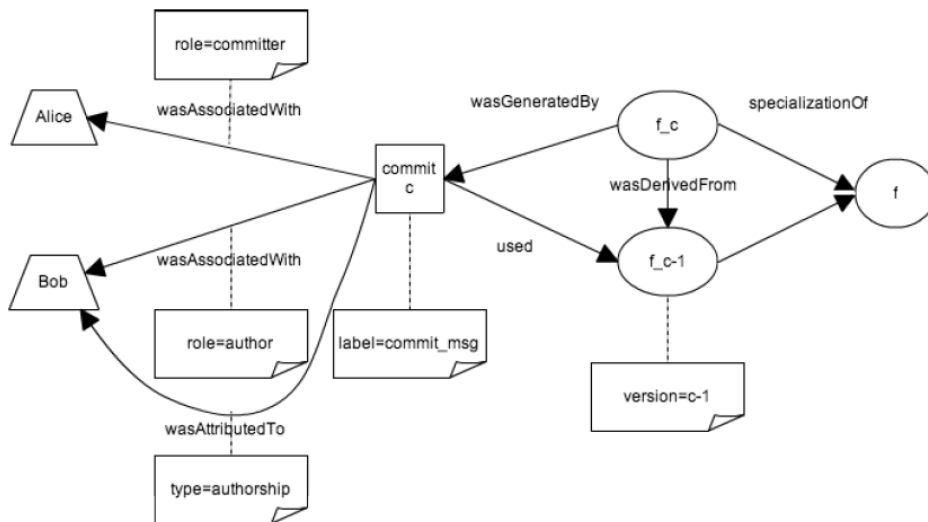 role=committer
wasAssociatedWith
Alice
wasGeneratedBy
specializationOf
f_c
commit
c
wasDerivedFrom
f
used
f_c-1
wasAssociatedWith
Bob
role=author
label=commit_msg
version=c-1
wasAttributedTo
type=authorship